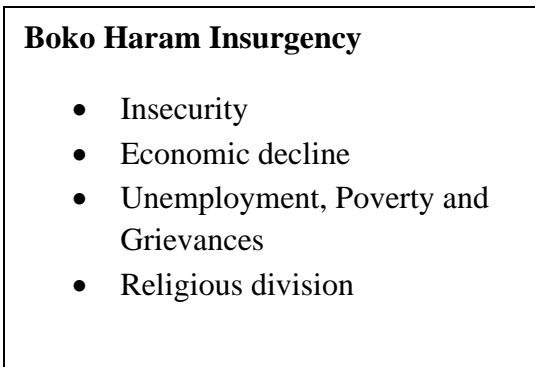 Boko Haram Insurgency
• Insecurity
• Economic decline
• Unemployment, Poverty and
Grievances
• Religious division